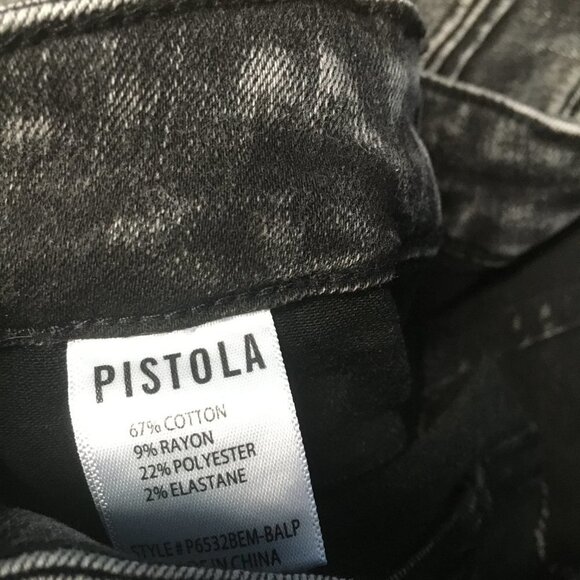 PISTOLA
67% COTTON
9% RAYON
22% POLYESTER
2% ELASTANE
STYLE # P6532BEM-BALP
IN CHINA